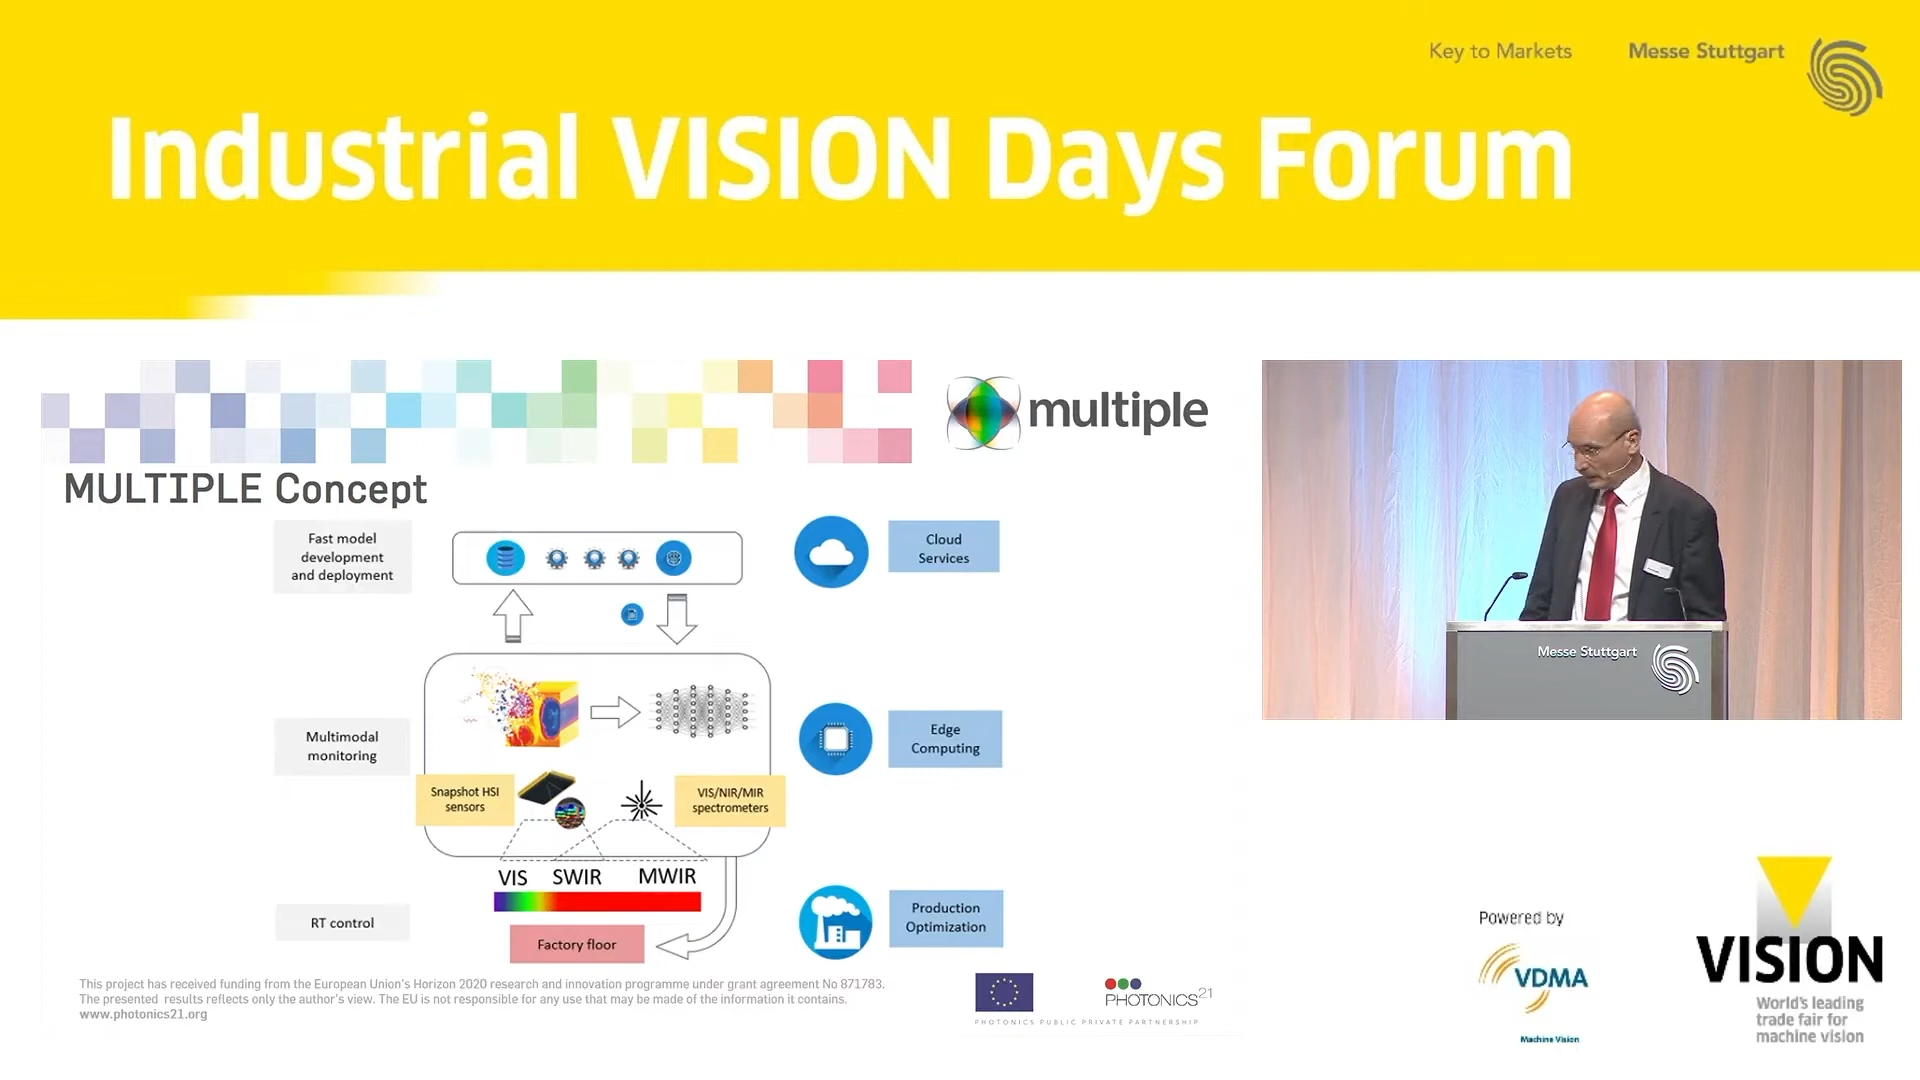 Key to Markets
Messe Stuttgart
Industrial VISION Days Forum
multiple
MULTIPLE Concept
Fast model
development
and deployment
Cloud
Services
Multimodal
monitoring
Edge
Computing
Snapshot HSI
sensors
VIS/NIR/MIR
spectrometers
VIS SWIR MWIR
RT control
Production
Optimization
Factory floor
This project has received funding from the European Union's Horizon 2020 research and innovation programme under grant agreement No 871783.
The presented results reflects only the author's view. The EU is not responsible for any use that may be made of the information it contains.
www.photonics21.org
PHOTONICS21
PHOTONICS PUBLIC PRIVATE PARTNERSHIP
Messe Stuttgart
Powered by
VDMA
Machine Vision
VISION
World's leading
trade fair for
machine vision